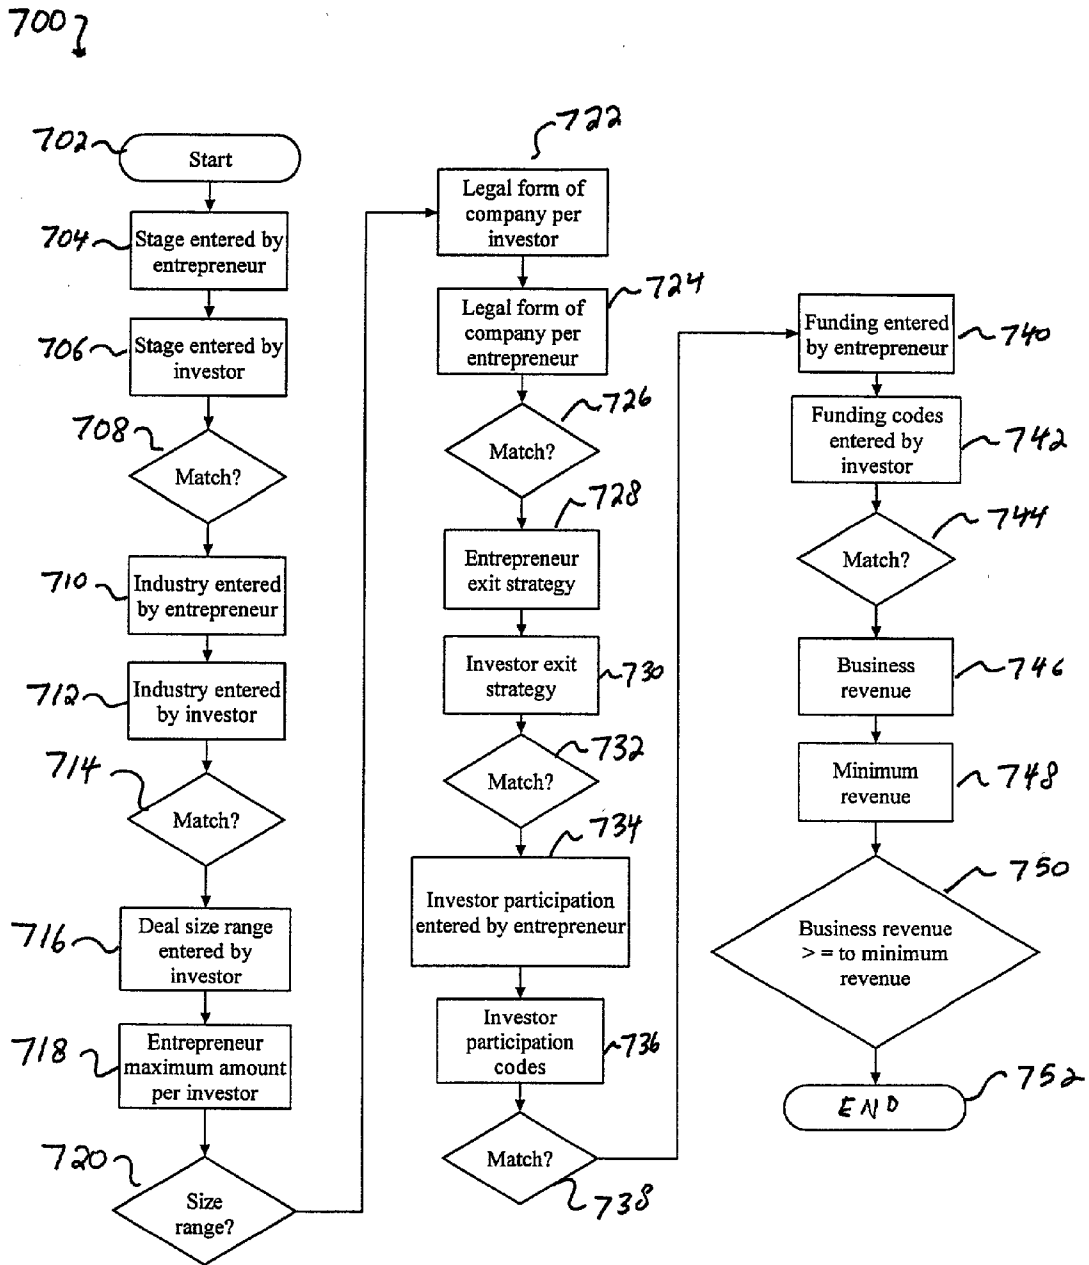 700
702
Start
704
Stage entered by
entrepreneur
706
Stage entered by
investor
708
Match?
710
Industry entered
by entrepreneur
712
Industry entered
by investor
714
Match?
716
Deal size range
entered by
investor
718
Entrepreneur
maximum amount
per investor
720
Size
range?
722
Legal form of
company per
investor
724
Legal form of
company per
entrepreneur
726
Match?
728
Entrepreneur
exit strategy
730
Investor exit
strategy
732
Match?
734
Investor participation
entered by entrepreneur
736
Investor
participation
codes
738
Match?
740
Funding entered
by entrepreneur
742
Funding codes
entered by
investor
744
Match?
746
Business
revenue
748
Minimum
revenue
750
Business revenue
> = to minimum
revenue
752
END